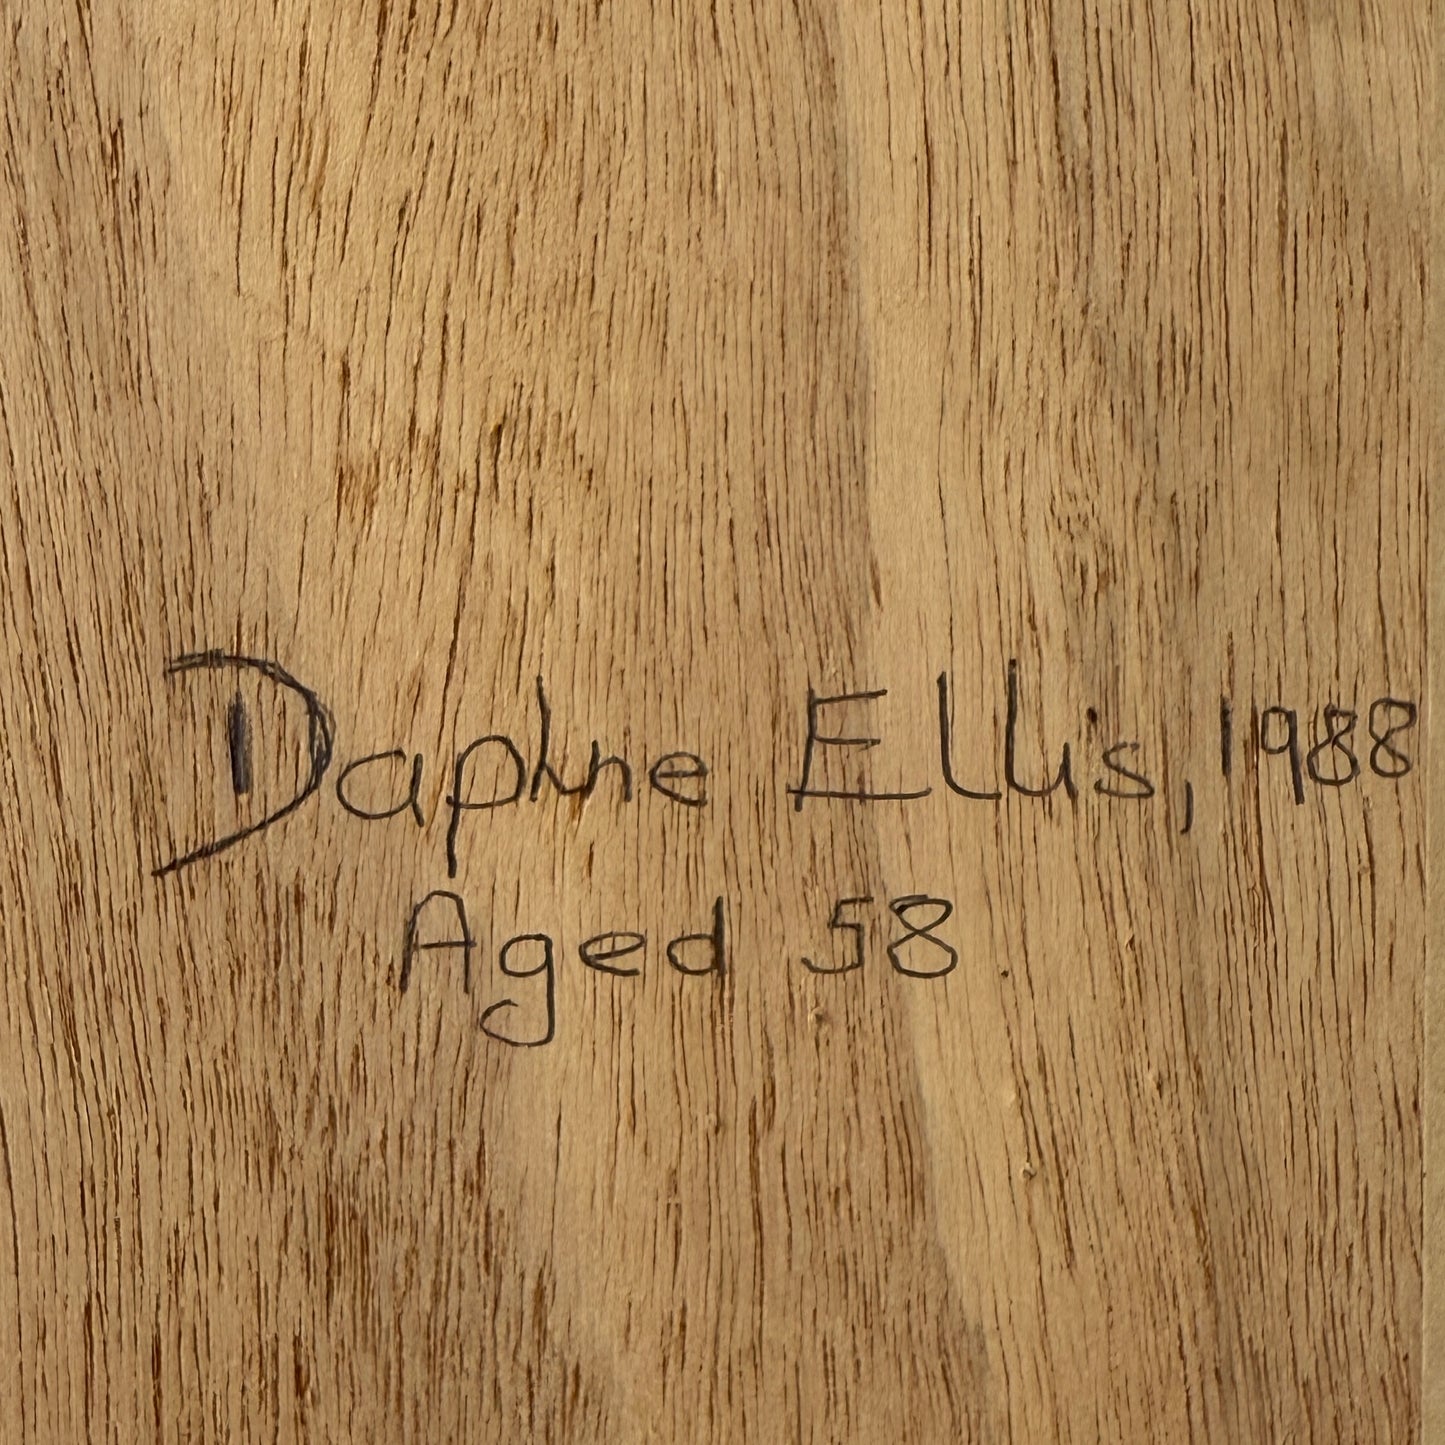 Daphne Ellis, 1988
Aged 58.